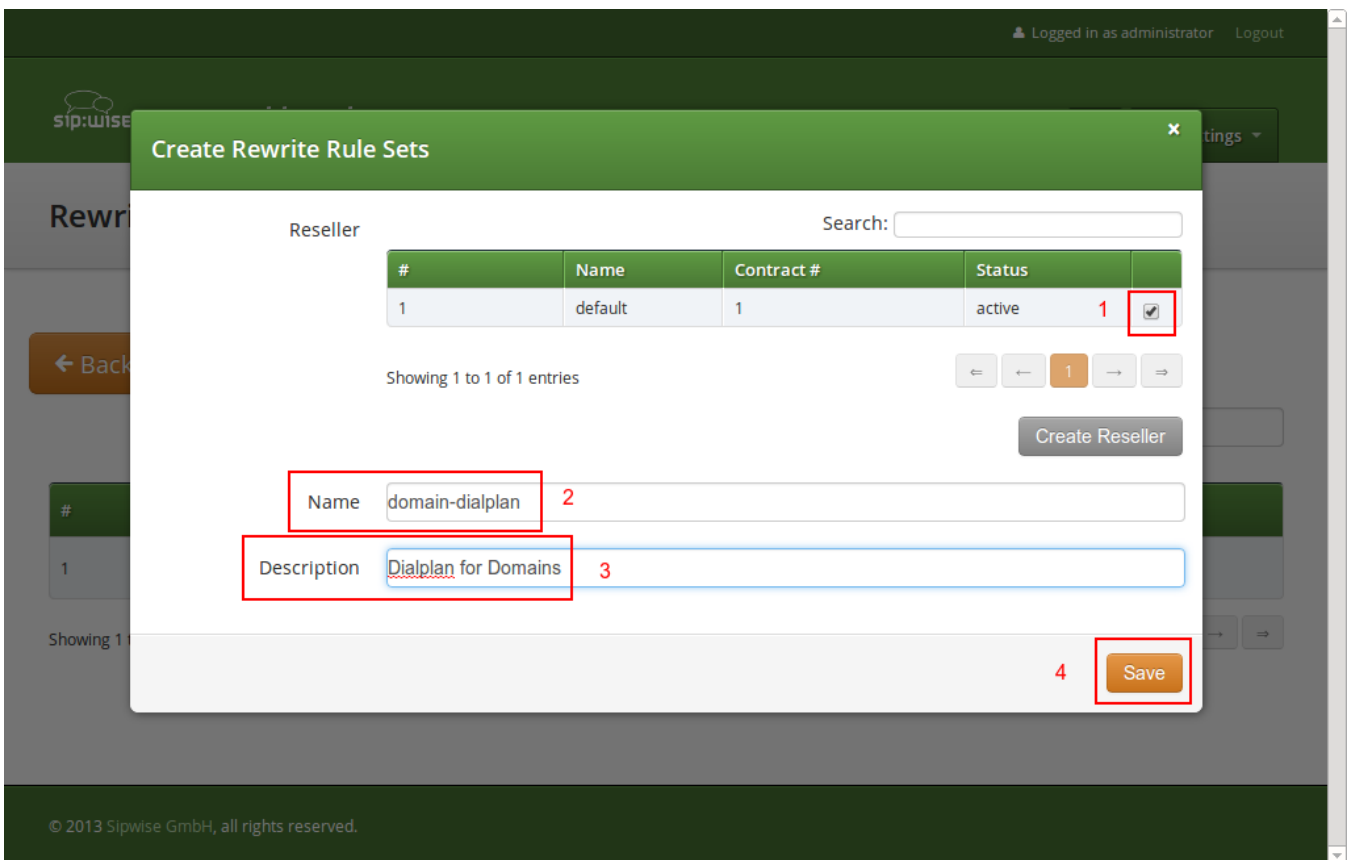 Logged in as administrator Logout
sip:wise
tings
Create Rewrite Rule Sets ×
Rewri
Reseller
Search:
# Name Contract # Status
1 default 1 active 1
← Back
Showing 1 to 1 of 1 entries
⇐ ← 1 → ⇒
Create Reseller
Name domain-dialplan 2
#
Description Dialplan for Domains 3
1
Showing 1
→ ⇒
4 Save
© 2013 Sipwise GmbH, all rights reserved.